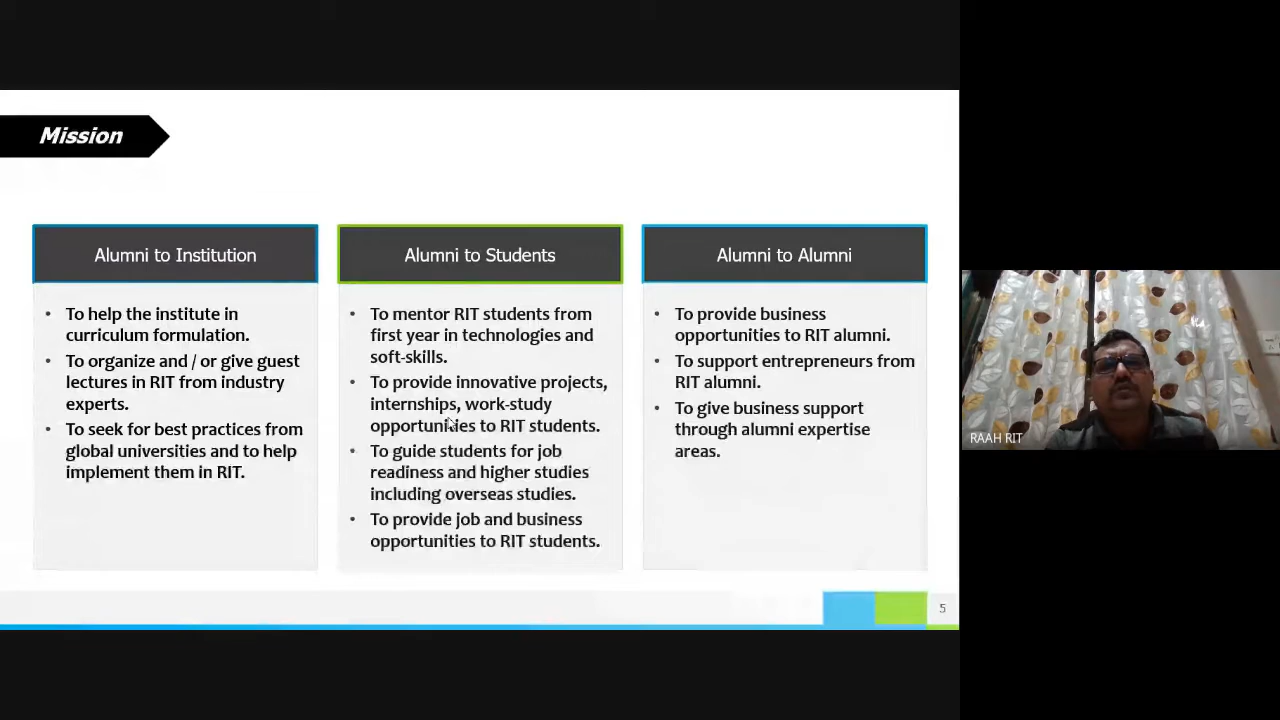 Mission
Alumni to Institution
• To help the institute in
curriculum formulation.
• To organize and / or give guest
lectures in RIT from industry
experts.
• To seek for best practices from
global universities and to help
implement them in RIT.
Alumni to Students
• To mentor RIT students from
first year in technologies and
soft-skills.
• To provide innovative projects,
internships, work-study
opportunities to RIT students.
• To guide students for job
readiness and higher studies
including overseas studies.
• To provide job and business
opportunities to RIT students.
Alumni to Alumni
• To provide business
opportunities to RIT alumni.
• To support entrepreneurs from
RIT alumni.
• To give business support
through alumni expertise
areas.
5
RAAH RIT